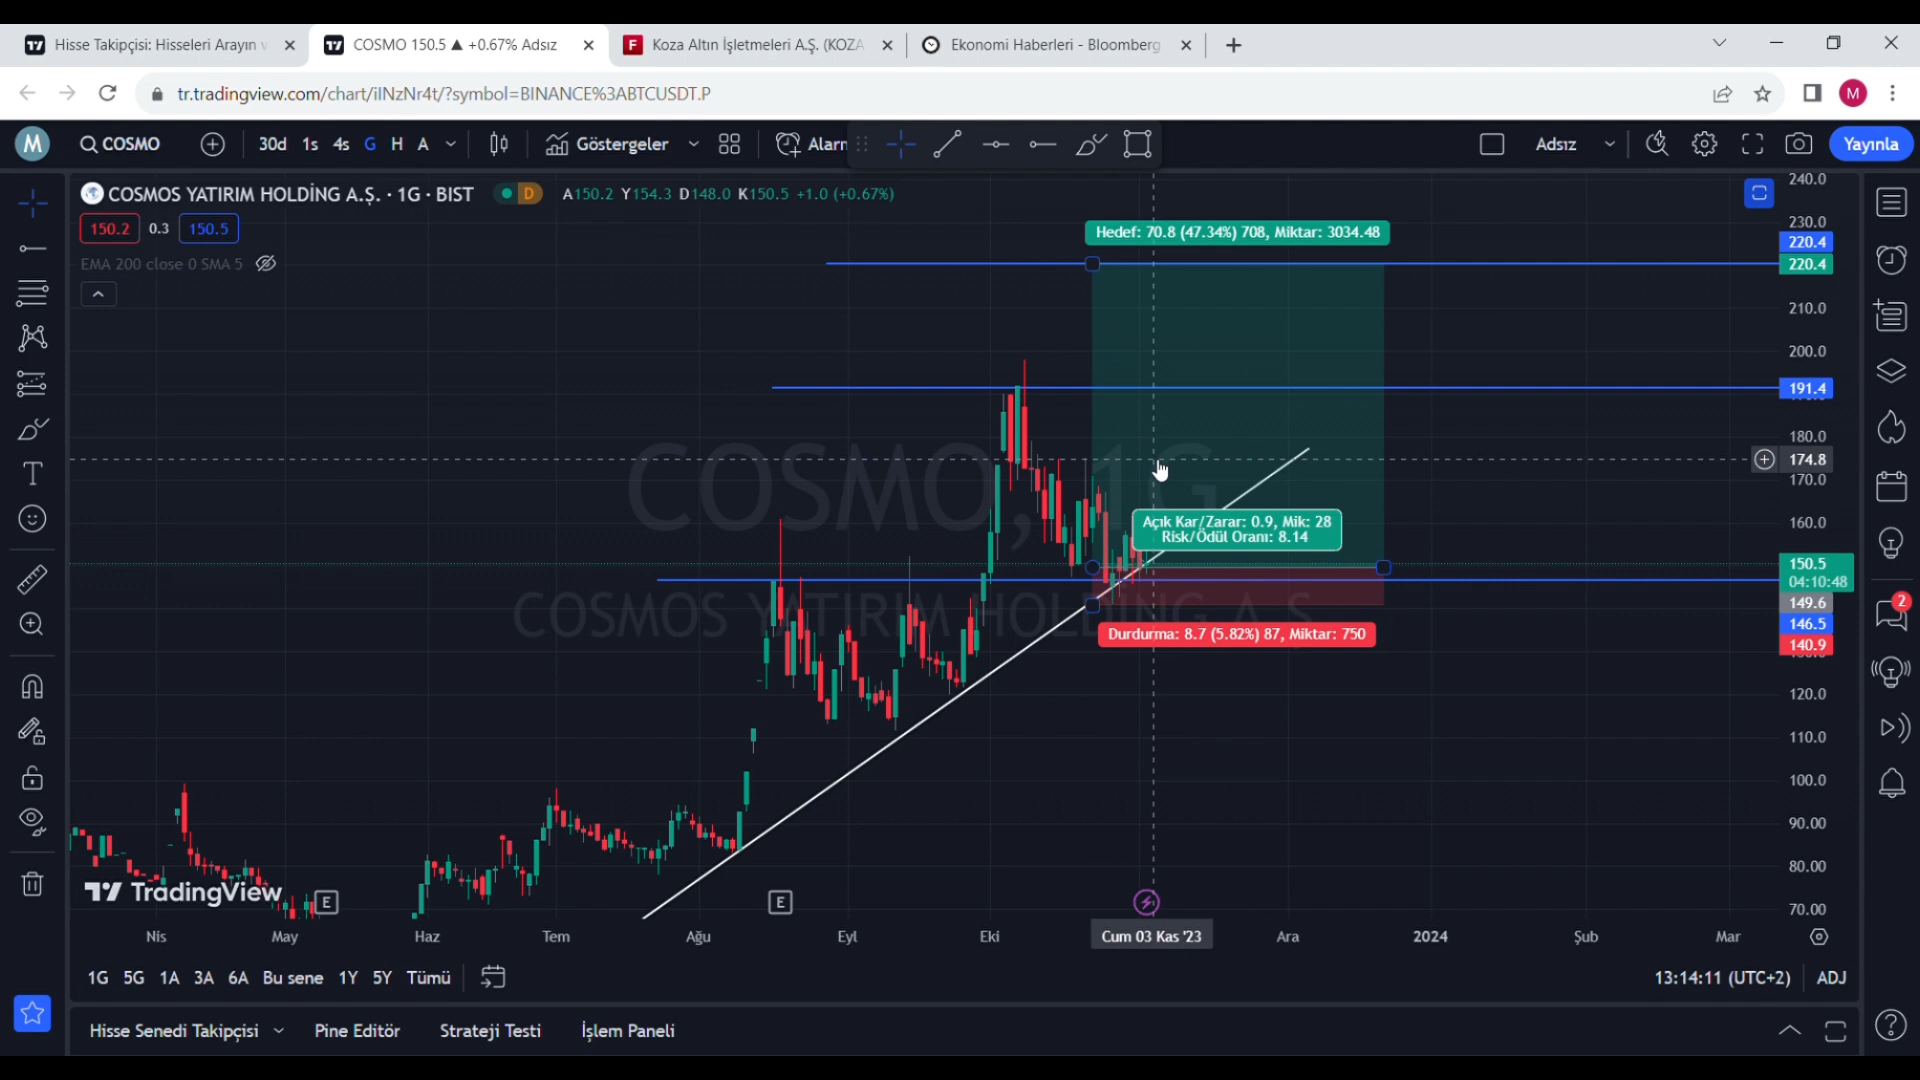 Hisse Takipçisi: Hisseleri Arayın v
COSMO 150.5 ▲ +0.67% Adsız
Koza Altın İşletmeleri A.Ş. (KOZA
Ekonomi Haberleri - Bloomberg
tr.tradingview.com/chart/iINzNr4t/?symbol=BINANCE%3ABTCUSDT.P
M
M
COSMO
30d 1s 4s G H A
Göstergeler
Alarm
Adsız
Yayınla
COSMOS YATIRIM HOLDİNG A.Ş. · 1G · BIST
D
A150.2 Y154.3 D148.0 K150.5 +1.0 (+0.67%)
150.2 0.3 150.5
EMA 200 close 0 SMA 5
Hedef: 70.8 (47.34%) 708, Miktar: 3034.48
COSMO, 1G
COSMOS YATIRIM HOLDİNG A.Ş.
Açık Kar/Zarar: 0.9, Mik: 28
Risk/Ödül Oranı: 8.14
Durdurma: 8.7 (5.82%) 87, Miktar: 750
240.0
230.0
220.4
220.4
210.0
200.0
191.4
180.0
174.8
170.0
160.0
150.5
04:10:48
149.6
146.5
140.9
120.0
110.0
100.0
90.00
80.00
70.00
2
TradingView
E
E
Nis May Haz Tem Ağu Eyl Eki Cum 03 Kas '23 Ara 2024 Şub Mar
1G 5G 1A 3A 6A Bu sene 1Y 5Y Tümü
13:14:11 (UTC+2) ADJ
Hisse Senedi Takipçisi Pine Editör Strateji Testi İşlem Paneli